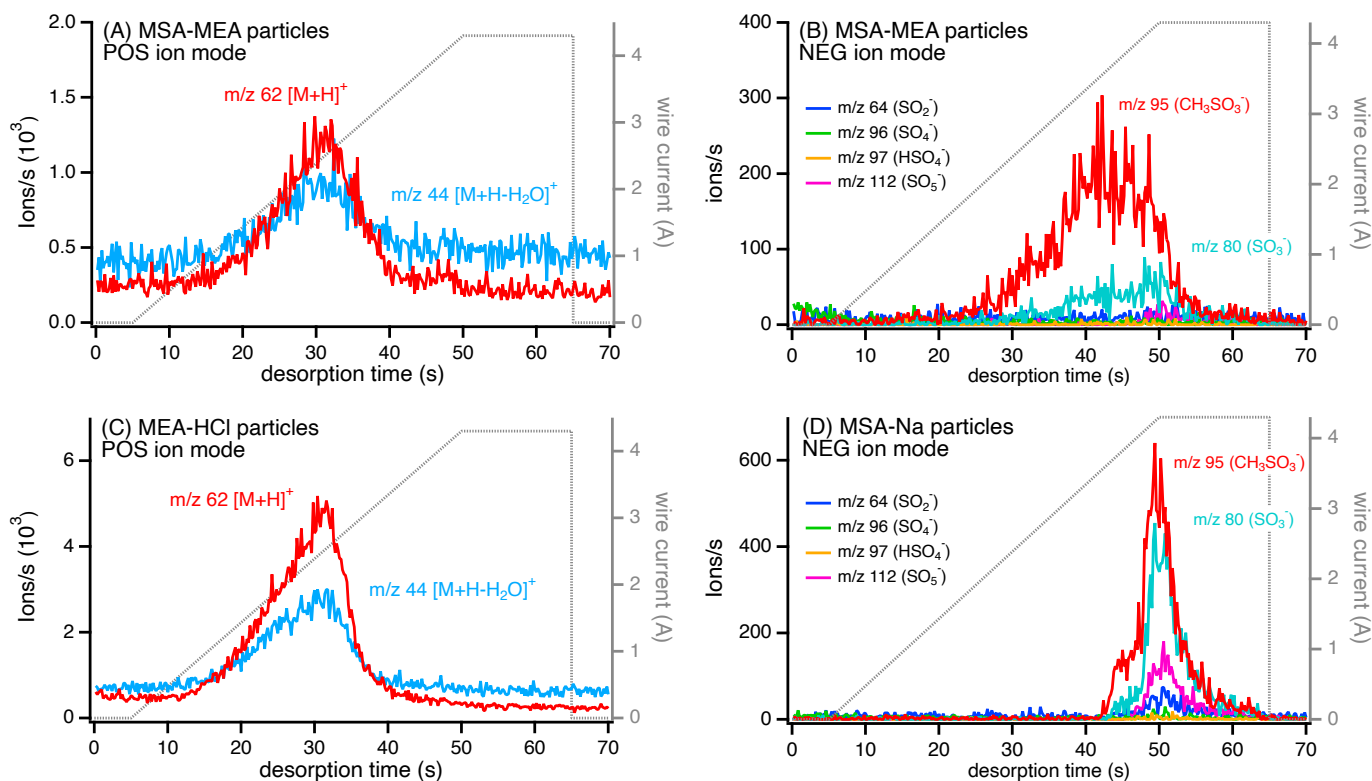 (A) MSA-MEA particles
POS ion mode
m/z 62 [M+H]+
m/z 44 [M+H-H2O]+
2.0
1.5
1.0
0.5
0.0
Ions/s (10³)
0 10 20 30 40 50 60 70
desorption time (s)
4
3
2
1
0
wire current (A)
(B) MSA-MEA particles
NEG ion mode
m/z 64 (SO2-)
m/z 96 (SO4-)
m/z 97 (HSO4-)
m/z 112 (SO5-)
m/z 95 (CH3SO3-)
m/z 80 (SO3-)
400
300
200
100
0
ions/s
0 10 20 30 40 50 60 70
desorption time (s)
4
3
2
1
0
wire current (A)
(C) MEA-HCl particles
POS ion mode
m/z 62 [M+H]+
m/z 44 [M+H-H2O]+
6
4
2
0
Ions/s (10³)
0 10 20 30 40 50 60 70
desorption time (s)
4
3
2
1
0
wire current (A)
(D) MSA-Na particles
NEG ion mode
m/z 64 (SO2-)
m/z 96 (SO4-)
m/z 97 (HSO4-)
m/z 112 (SO5-)
m/z 95 (CH3SO3-)
m/z 80 (SO3-)
600
400
200
0
Ions/s
0 10 20 30 40 50 60 70
desorption time (s)
4
3
2
1
0
wire current (A)